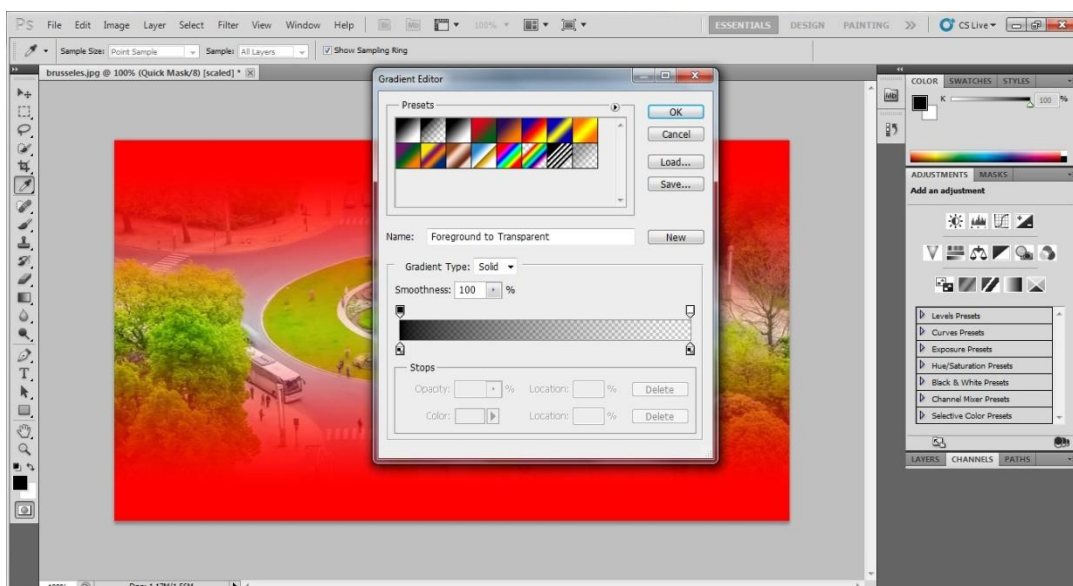 Ps File Edit Image Layer Select Filter View Window Help Br Mb 100% ESSENTIALS DESIGN PAINTING CS Live
Sample Size: Point Sample Sample: All Layers Show Sampling Ring
brusseles.jpg @ 100% (Quick Mask/8) [scaled] *
Gradient Editor
Presets
OK
Cancel
Load...
Save...
Name: Foreground to Transparent New
Gradient Type: Solid
Smoothness: 100 %
Stops
Opacity: % Location: % Delete
Color: Location: % Delete
COLOR SWATCHES STYLES
Mb
K 100 %
ADJUSTMENTS MASKS
Add an adjustment
Levels Presets
Curves Presets
Exposure Presets
Hue/Saturation Presets
Black & White Presets
Channel Mixer Presets
Selective Color Presets
LAYERS CHANNELS PATHS